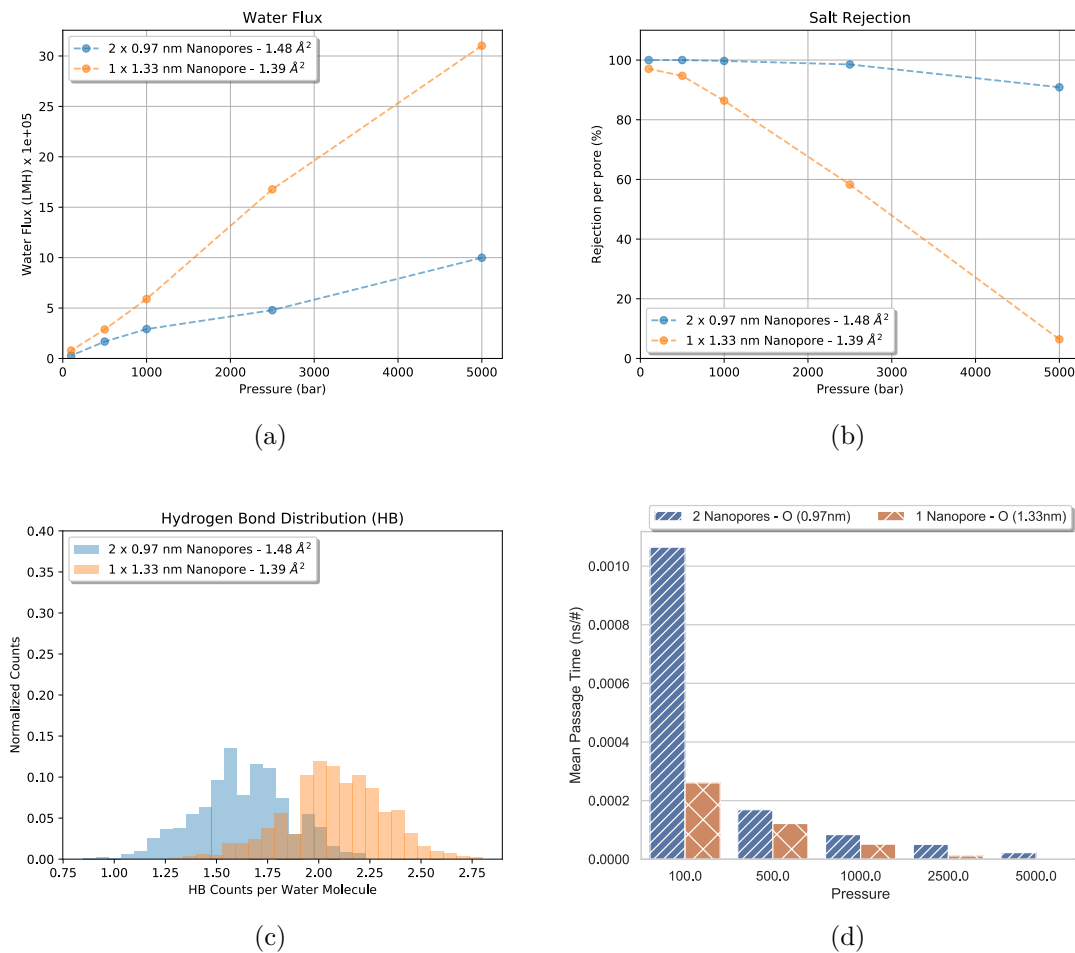 Water Flux
2 x 0.97 nm Nanopores - 1.48 Å²
1 x 1.33 nm Nanopore - 1.39 Å²
30
25
20
15
10
5
0
Water Flux (LMH) x 1e+05
0 1000 2000 3000 4000 5000
Pressure (bar)
(a)
Salt Rejection
100
80
60
40
20
0
Rejection per pore (%)
2 x 0.97 nm Nanopores - 1.48 Å²
1 x 1.33 nm Nanopore - 1.39 Å²
0 1000 2000 3000 4000 5000
Pressure (bar)
(b)
Hydrogen Bond Distribution (HB)
2 x 0.97 nm Nanopores - 1.48 Å²
1 x 1.33 nm Nanopore - 1.39 Å²
0.40
0.35
0.30
0.25
0.20
0.15
0.10
0.05
0.00
Normalized Counts
0.75 1.00 1.25 1.50 1.75 2.00 2.25 2.50 2.75
HB Counts per Water Molecule
(c)
2 Nanopores - O (0.97nm) 1 Nanopore - O (1.33nm)
0.0010
0.0008
0.0006
0.0004
0.0002
0.0000
Mean Passage Time (ns/#)
100.0 500.0 1000.0 2500.0 5000.0
Pressure
(d)